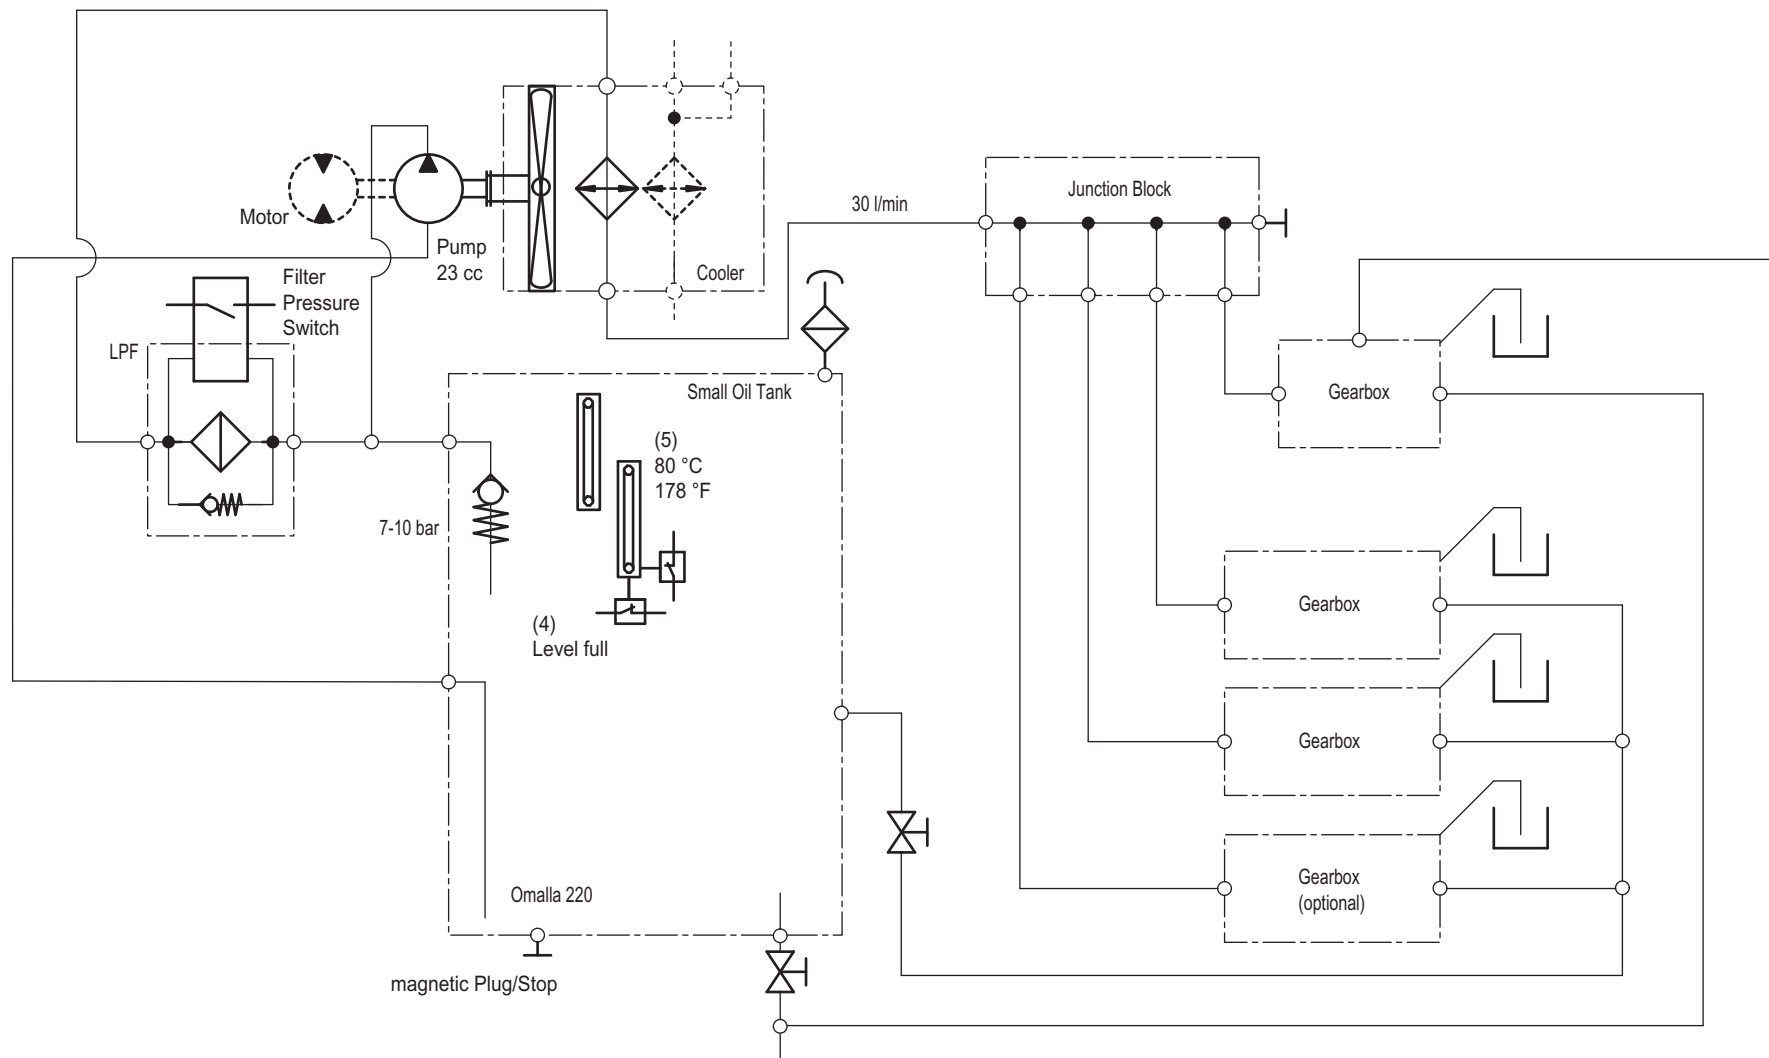 Motor
Pump
23 cc
Cooler
30 l/min
Junction Block
Filter
Pressure
Switch
LPF
Small Oil Tank
Gearbox
(5)
80 °C
178 °F
7-10 bar
(4)
Level full
Gearbox
Gearbox
Gearbox
(optional)
Omalla 220
magnetic Plug/Stop